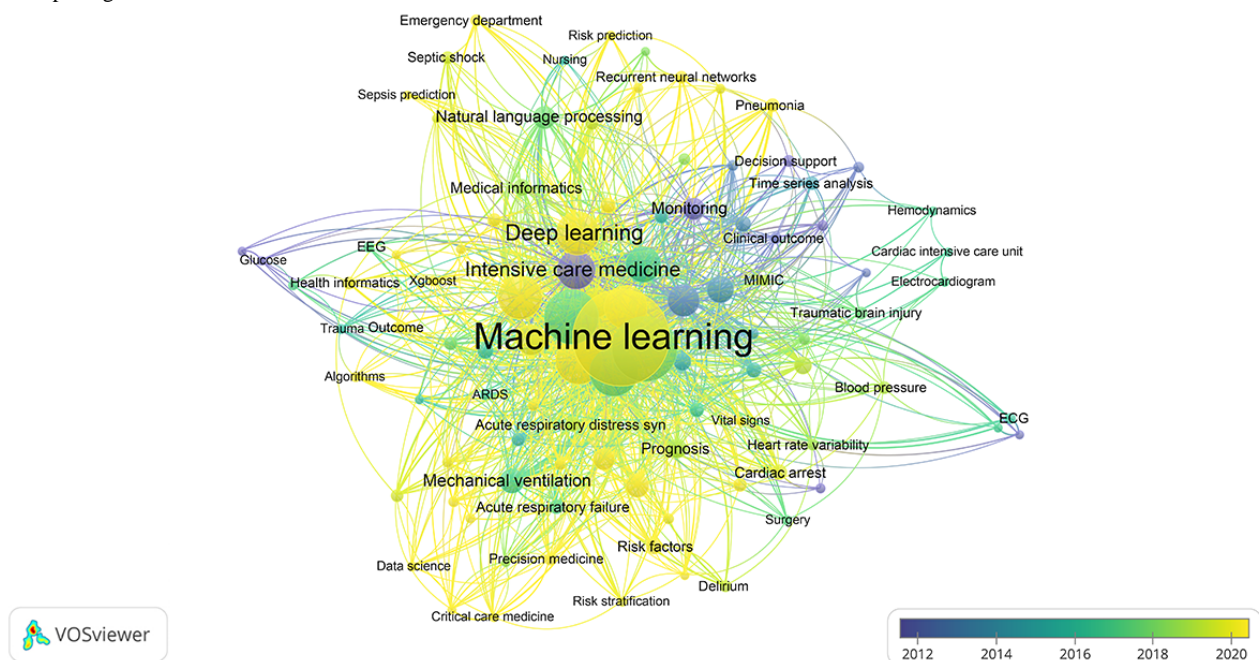 Emergency department
Risk prediction
Septic shock
Nursing
Recurrent neural networks
Sepsis prediction
Pneumonia
Natural language processing
Decision support
Medical informatics
Time series analysis
Monitoring
Hemodynamics
Deep learning
Clinical outcome
EEG
Cardiac intensive care unit
Glucose
Intensive care medicine
Health informatics
Xgboost
MIMIC
Electrocardiogram
Traumatic brain injury
Trauma
Outcome
Machine learning
Algorithms
Blood pressure
ARDS
Vital signs
ECG
Acute respiratory distress syn
Prognosis
Heart rate variability
Mechanical ventilation
Cardiac arrest
Acute respiratory failure
Surgery
Risk factors
Precision medicine
Data science
Delirium
Risk stratification
Critical care medicine
VOSviewer
2012 2014 2016 2018 2020